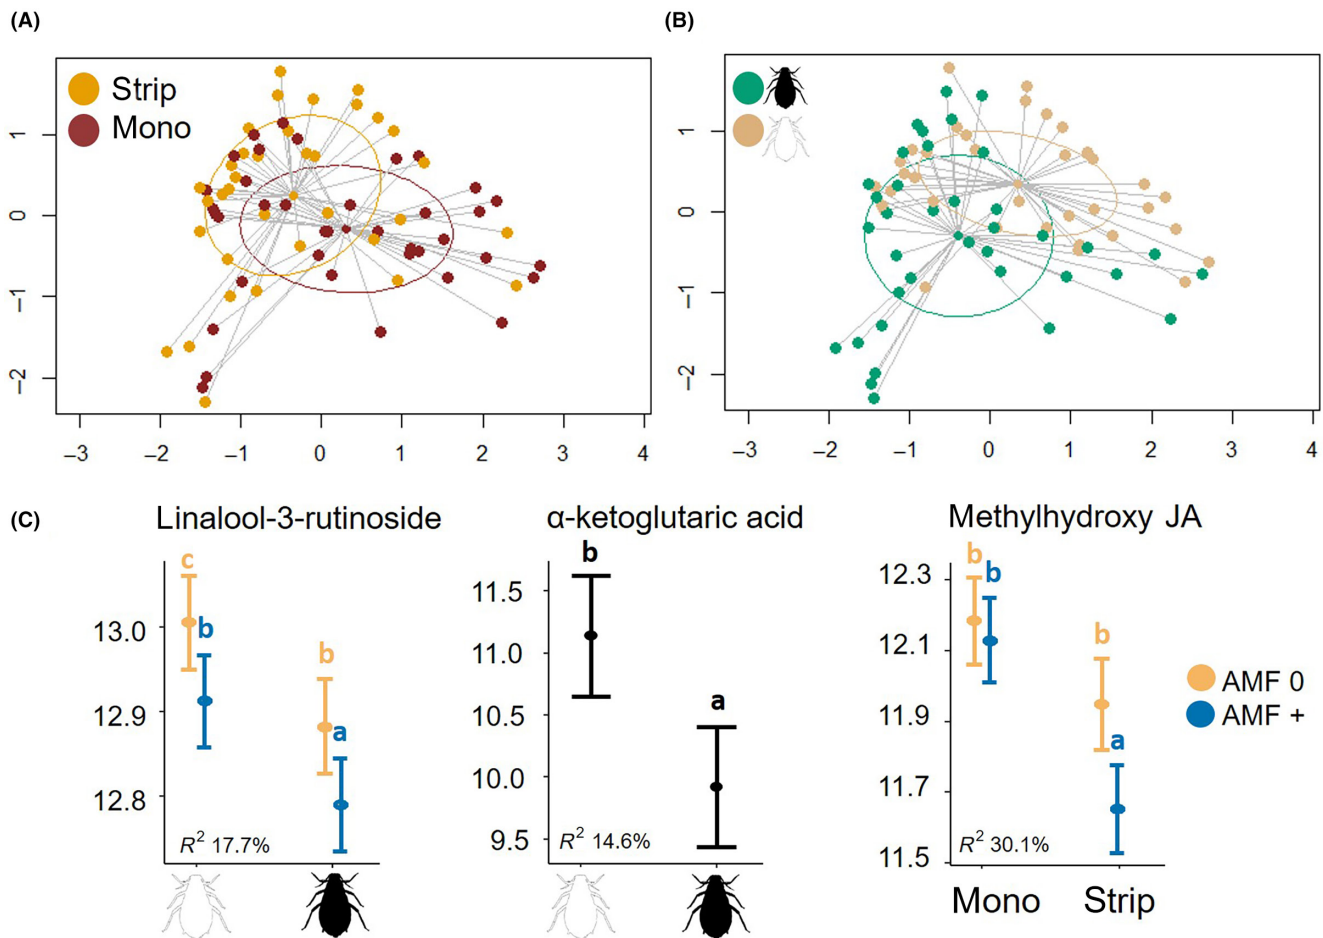 (A)
Strip
Mono
1
0
−1
−2
−3 −2 −1 0 1 2 3 4
(B)
1
0
−1
−2
−3 −2 −1 0 1 2 3 4
(C)
Linalool-3-rutinoside
c
b
b
a
13.0
12.9
12.8
R² 17.7%
α-ketoglutaric acid
b
a
11.5
11.0
10.5
10.0
9.5
R² 14.6%
Methylhydroxy JA
b
b
b
a
12.3
12.1
11.9
11.7
11.5
R² 30.1%
Mono Strip
AMF 0
AMF +